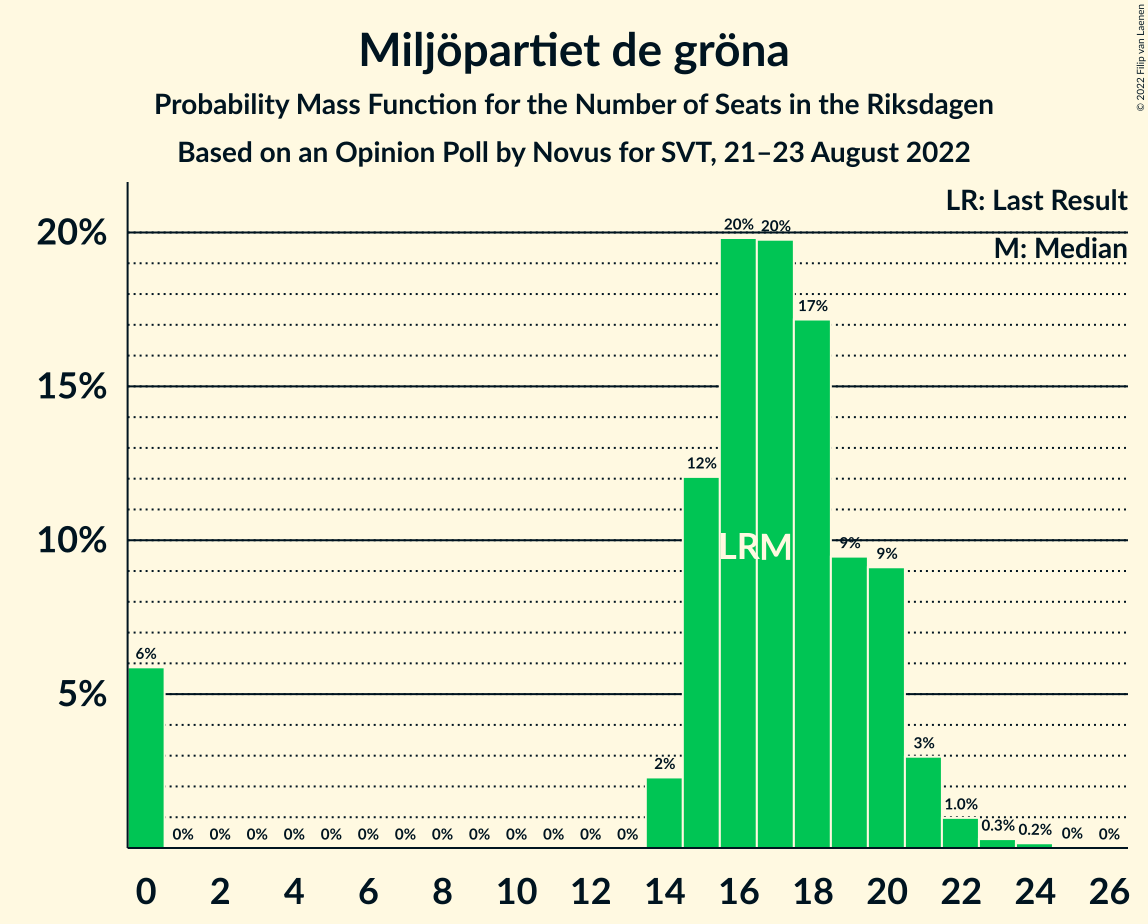 Miljöpartiet de gröna
Probability Mass Function for the Number of Seats in the Riksdagen
Based on an Opinion Poll by Novus for SVT, 21–23 August 2022
© 2022 Filip van Laenen
LR: Last Result
M: Median
20%
15%
10%
5%
6% 0% 0% 0% 0% 0% 0% 0% 0% 0% 0% 0% 0% 0% 2% 12% 20% 20% 17% 9% 9% 3% 1.0% 0.3% 0.2% 0% 0%
LR M
0 2 4 6 8 10 12 14 16 18 20 22 24 26